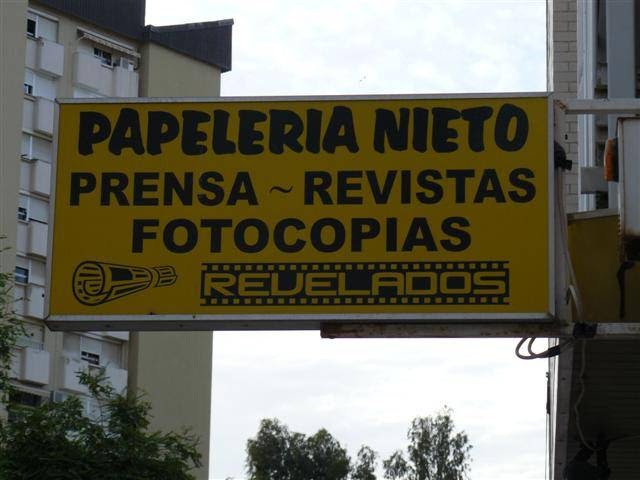 PAPELERIA NIETO
PRENSA ~ REVISTAS
FOTOCOPIAS
REVELADOS